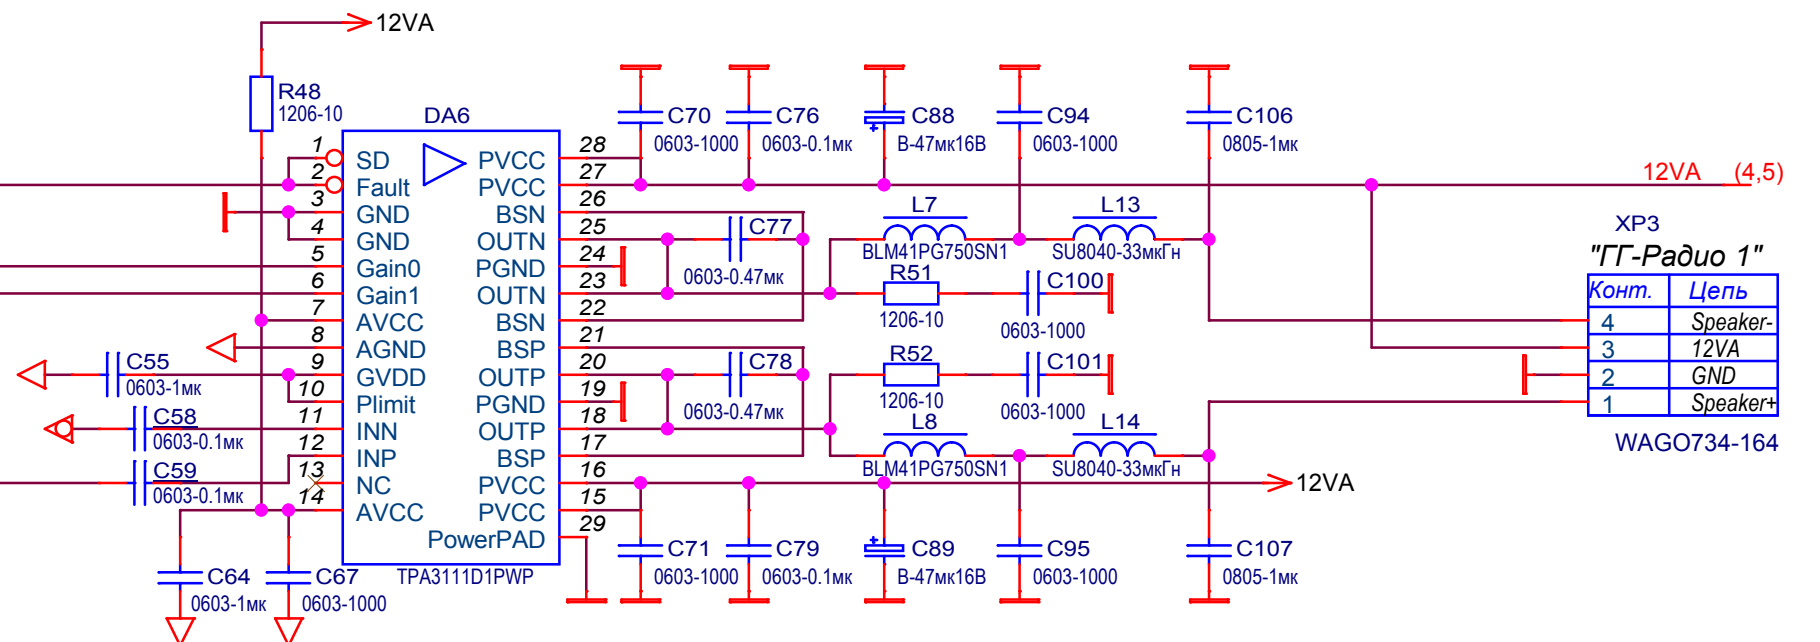 12VA
R48
1206-10
DA6
1 SD
2 Fault
3 GND
4 GND
5 Gain0
6 Gain1
7 AVCC
8 AGND
9 GVDD
10 Plimit
11 INN
12 INP
13 NC
14 AVCC
PVCC 28
PVCC 27
BSN 26
OUTN 25
PGND 24
OUTN 23
BSN 22
BSP 21
OUTP 20
PGND 19
OUTP 18
BSP 17
PVCC 16
PVCC 15
PowerPAD 29
TPA3111D1PWP
C55
0603-1мк
C58
0603-0.1мк
C59
0603-0.1мк
C64
0603-1мк
C67
0603-1000
C70
0603-1000
C76
0603-0.1мк
C88
B-47мк16В
C94
0603-1000
C106
0805-1мк
12VA (4,5)
C77
0603-0.47мк
L7
BLM41PG750SN1
L13
SU8040-33мкГн
R51
1206-10
C100
0603-1000
C78
0603-0.47мк
R52
1206-10
C101
0603-1000
L8
BLM41PG750SN1
L14
SU8040-33мкГн
12VA
C71
0603-1000
C79
0603-0.1мк
C89
B-47мк16В
C95
0603-1000
C107
0805-1мк
XP3
"ГГ-Радио 1"
Конт. Цепь
4 Speaker-
3 12VA
2 GND
1 Speaker+
WAGO734-164